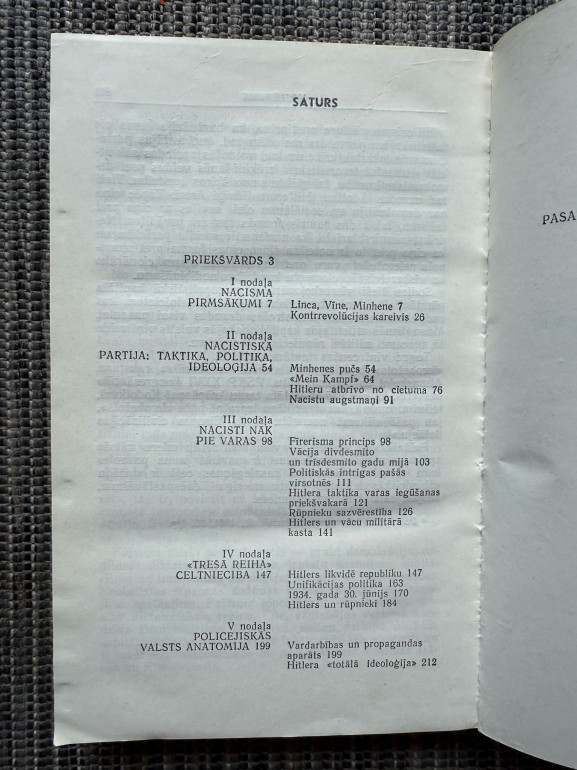 SATURS
PRIEKŠVĀRDS 3
I nodaļa
NACISMA
PIRMSĀKUMI 7
Linca, Vīne, Minhene 7
Kontrrevolūcijas kareivis 26
II nodaļa
NACISTISKĀ
PARTIJA: TAKTIKA, POLITIKA,
IDEOLOĢIJA 54
Minhenes pučs 54
«Mein Kampf» 64
Hitleru atbrīvo no cietuma 76
Nacistu augstmaņi 91
III nodaļa
NACISTI NĀK
PIE VARAS 98
Fīrerisma princips 98
Vācija divdesmito
un trīsdesmito gadu mijā 103
Politiskās intrigas pašās
virsotnēs 111
Hitlera taktika varas iegūšanas
priekšvakarā 121
Rūpnieku sazvērestība 126
Hitlers un vācu militārā
kasta 141
IV nodaļa
«TREŠĀ REIHA»
CELTNIECĪBA 147
Hitlers likvidē republiku 147
Unifikācijas politika 163
1934. gada 30. jūnijs 170
Hitlers un rūpnieki 184
V nodaļa
POLICEJISKĀS
VALSTS ANATOMIJA 199
Vardarbības un propagandas
aparāts 199
Hitlera «totālā ideoloģija» 212
PASA